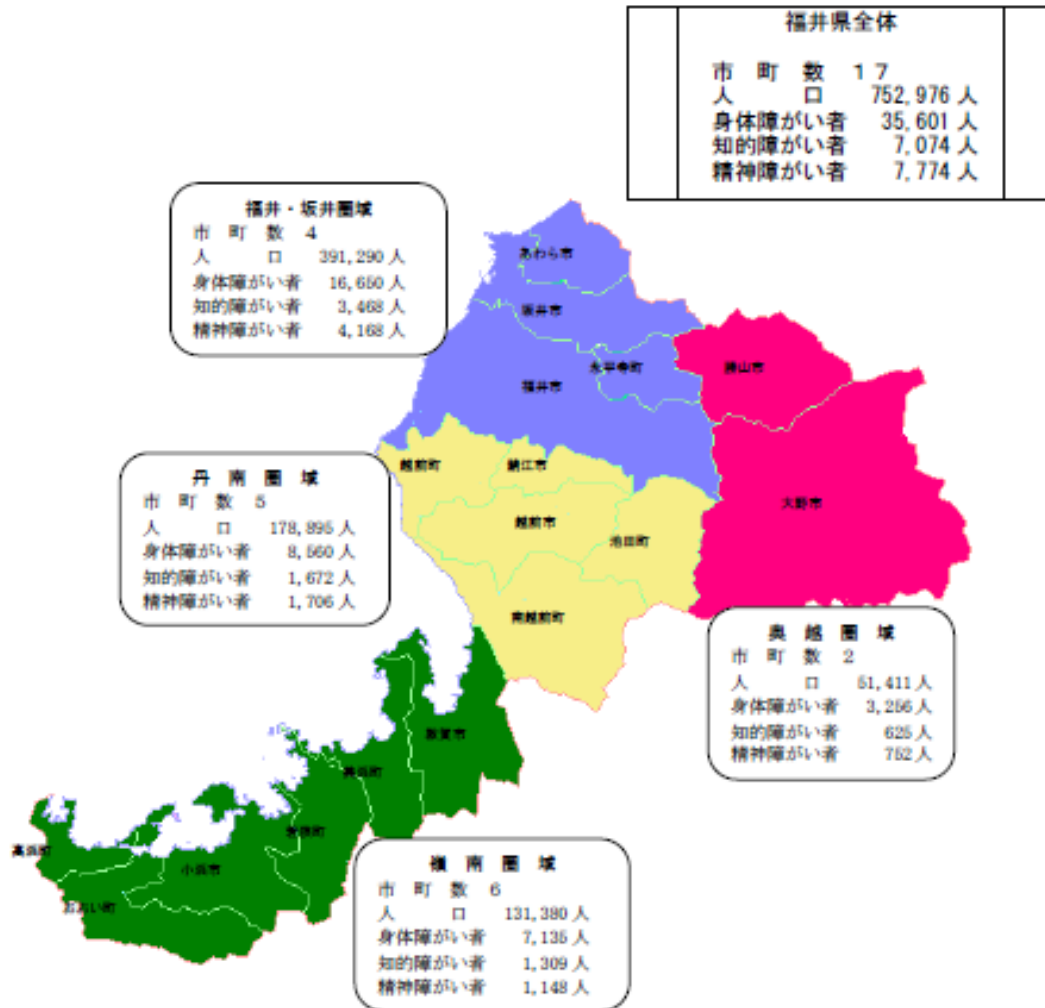 福井県全体
市　町　数　１７
人　　　口　752,976 人
身体障がい者　35,601 人
知的障がい者　7,074 人
精神障がい者　7,774 人
福井・坂井圏域
市　町　数　4
人　　　口　391,290 人
身体障がい者　16,650 人
知的障がい者　3,468 人
精神障がい者　4,168 人
あわら市
坂井市
永平寺町
福井市
勝山市
大野市
丹　南　圏　域
市　町　数　5
人　　　口　178,895 人
身体障がい者　8,560 人
知的障がい者　1,672 人
精神障がい者　1,706 人
越前町
鯖江市
越前市
池田町
南越前町
奥　越　圏　域
市　町　数　2
人　　　口　51,411 人
身体障がい者　3,256 人
知的障がい者　625 人
精神障がい者　752 人
敦賀市
美浜町
若狭町
小浜市
高浜町
おおい町
嶺　南　圏　域
市　町　数　6
人　　　口　131,380 人
身体障がい者　7,135 人
知的障がい者　1,309 人
精神障がい者　1,148 人